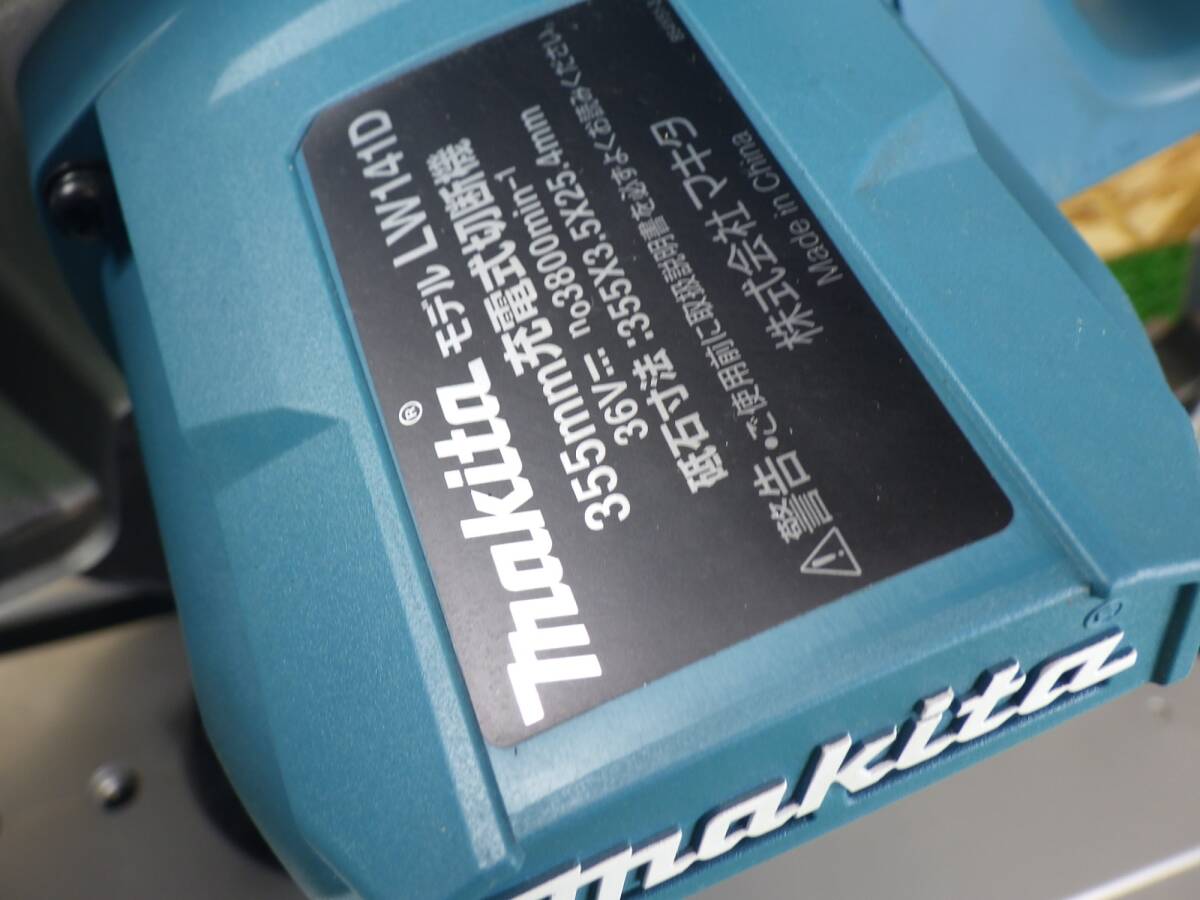 makita® モデル LW141D
355mm充電式切断機
36V⎓ n₀3800min⁻¹
砥石寸法:355X3.5X25.4mm
⚠警告・ご使用前に取扱説明書を必ずよくお読みください。
株式会社 マキタ
Made in China
makita®